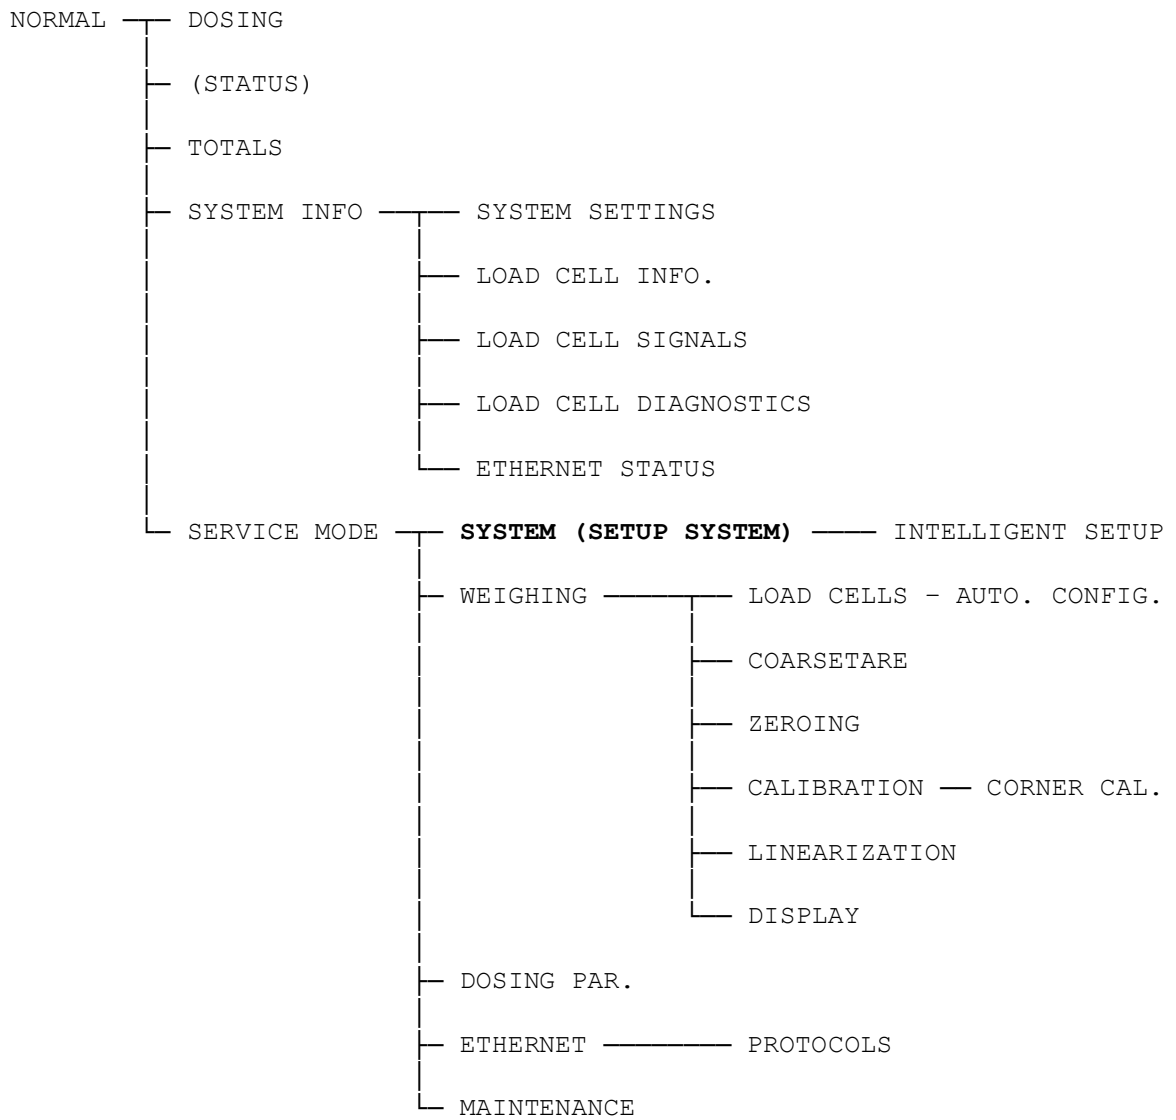 NORMAL DOSING
(STATUS)
TOTALS
SYSTEM INFO SYSTEM SETTINGS
LOAD CELL INFO.
LOAD CELL SIGNALS
LOAD CELL DIAGNOSTICS
ETHERNET STATUS
SERVICE MODE SYSTEM (SETUP SYSTEM) INTELLIGENT SETUP
WEIGHING LOAD CELLS – AUTO. CONFIG.
COARSETARE
ZEROING
CALIBRATION CORNER CAL.
LINEARIZATION
DISPLAY
DOSING PAR.
ETHERNET PROTOCOLS
MAINTENANCE